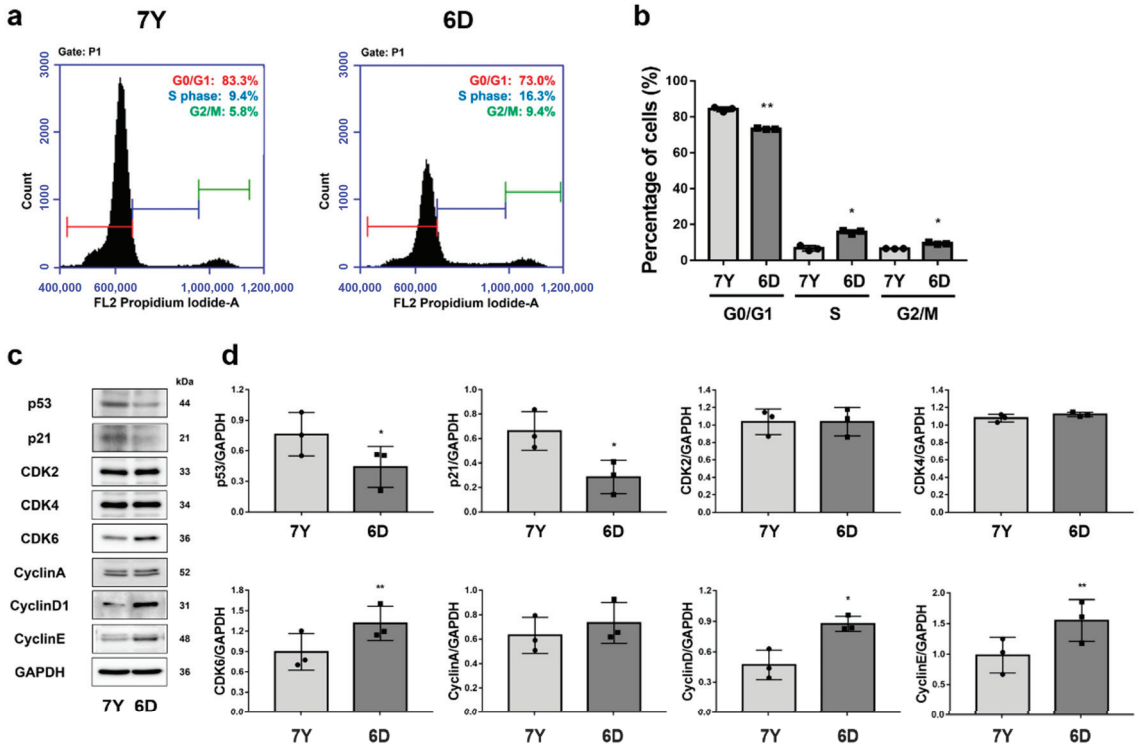 a
7Y
6D
Gate: P1
G0/G1: 83.3%
S phase: 9.4%
G2/M: 5.8%
Count
3000
2000
1000
0
400,000 600,000 1,000,000 1,200,000
FL2 Propidium Iodide-A
Gate: P1
G0/G1: 73.0%
S phase: 16.3%
G2/M: 9.4%
Count
3000
2000
1000
0
400,000 600,000 1,000,000 1,200,000
FL2 Propidium Iodide-A
b
Percentage of cells (%)
100
80
60
40
20
0
**
*
*
7Y 6D 7Y 6D 7Y 6D
G0/G1 S G2/M
c
kDa
p53 44
p21 21
CDK2 33
CDK4 34
CDK6 36
CyclinA 52
CyclinD1 31
CyclinE 48
GAPDH 36
7Y 6D
d
p53/GAPDH
1.2
0.9
0.6
0.3
0.0
*
7Y 6D
p21/GAPDH
1.0
0.8
0.6
0.4
0.2
0.0
*
7Y 6D
CDK2/GAPDH
1.4
1.2
1.0
0.8
0.6
0.4
0.2
0.0
7Y 6D
CDK4/GAPDH
1.4
1.2
1.0
0.8
0.6
0.4
0.2
0.0
7Y 6D
CDK6/GAPDH
1.8
1.5
1.2
0.9
0.6
0.3
0.0
**
7Y 6D
CyclinA/GAPDH
1.0
0.8
0.6
0.4
0.2
0.0
7Y 6D
CyclinD/GAPDH
1.2
0.9
0.6
0.3
0.0
*
7Y 6D
CyclinE/GAPDH
2.0
1.5
1.0
0.5
0.0
**
7Y 6D